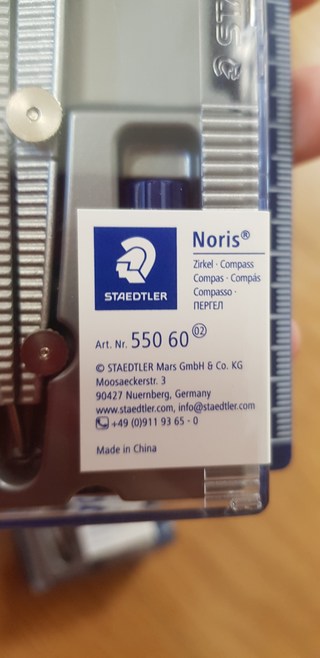 STAEDTLER
Noris®
Zirkel · Compass
Compas · Compás
Compasso ·
ΠΕΡΓΕΛ
Art. Nr. 550 60 02
© STAEDTLER Mars GmbH & Co. KG
Moosaeckerstr. 3
90427 Nuernberg, Germany
www.staedtler.com, info@staedtler.com
+49 (0)911 93 65 - 0
Made in China